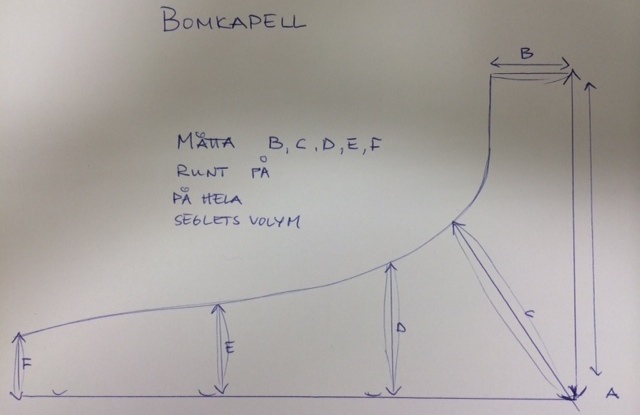 BOMKAPELL
B
MÄTTA B, C, D, E, F
RUNT PÅ
PÅ HELA
SEGLETS VOLYM
C
D
E
F
A